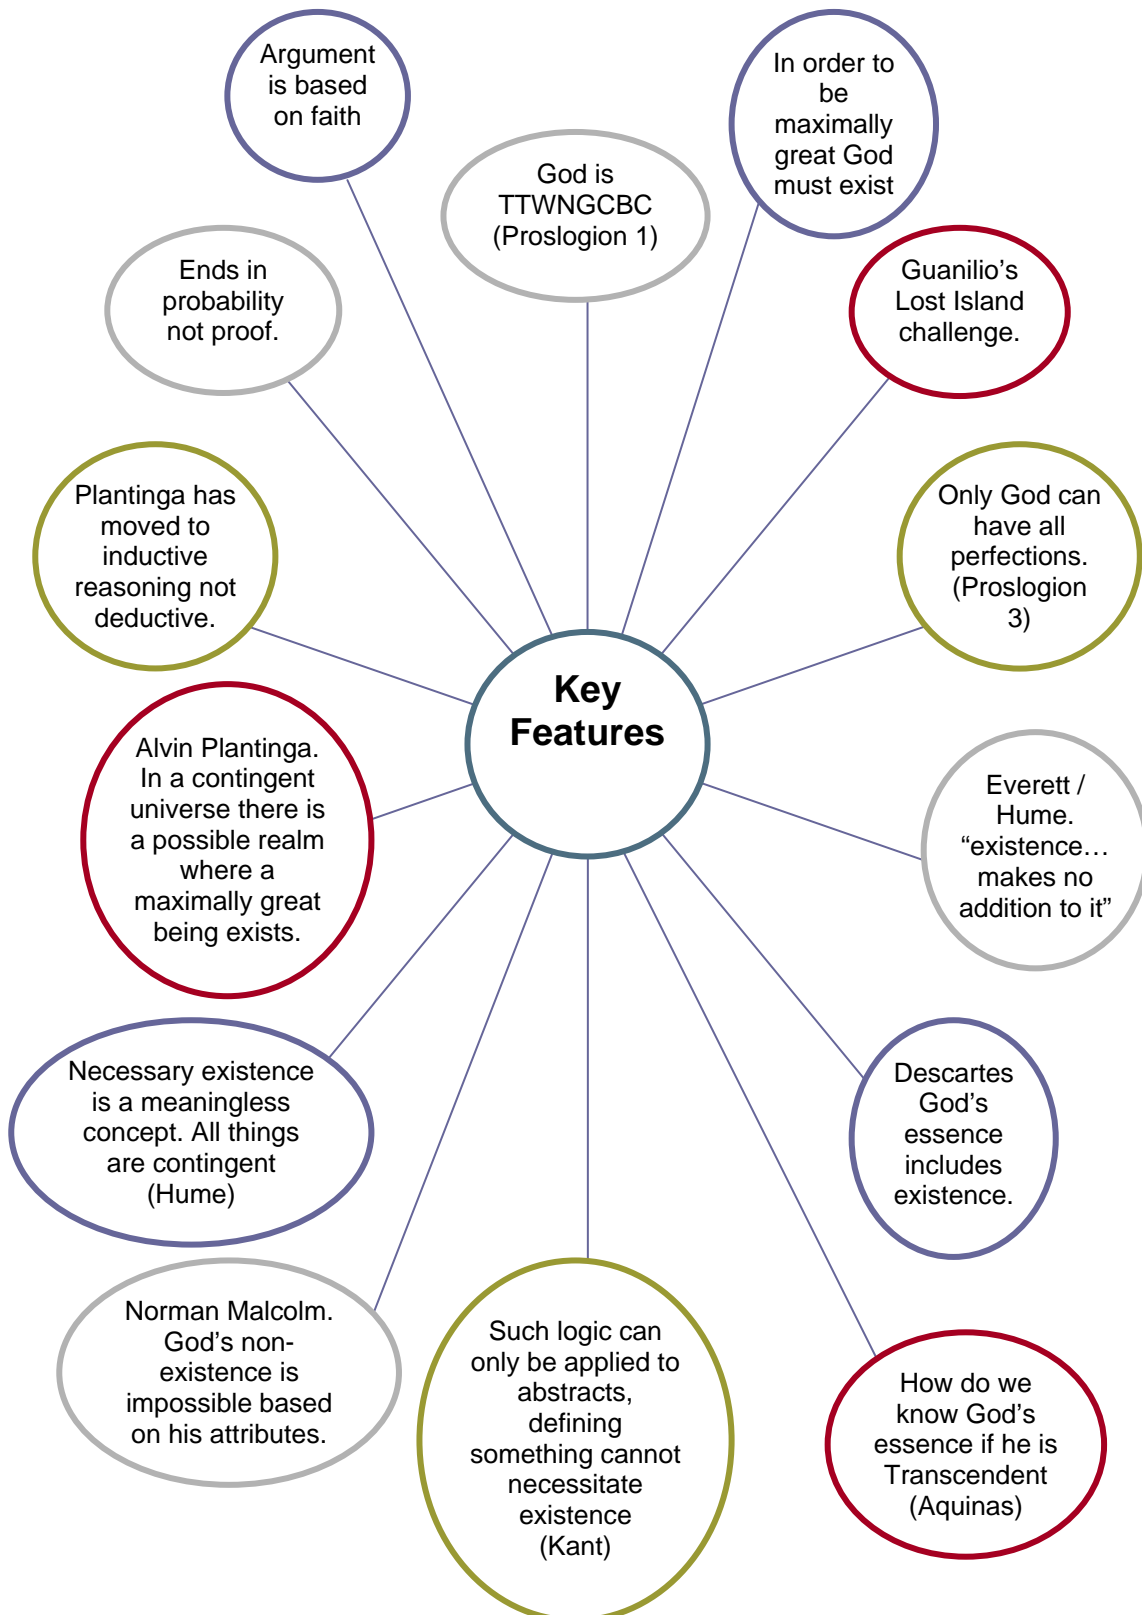 Argument
is based
on faith
In order to
be
maximally
great God
must exist
God is
TTWNGCBC
(Proslogion 1)
Ends in
probability
not proof.
Guanilio’s
Lost Island
challenge.
Plantinga has
moved to
inductive
reasoning not
deductive.
Only God can
have all
perfections.
(Proslogion
3)
Key
Features
Alvin Plantinga.
In a contingent
universe there is
a possible realm
where a
maximally great
being exists.
Everett /
Hume.
“existence…
makes no
addition to it”
Necessary existence
is a meaningless
concept. All things
are contingent
(Hume)
Descartes
God’s
essence
includes
existence.
Norman Malcolm.
God’s non-
existence is
impossible based
on his attributes.
Such logic can
only be applied to
abstracts,
defining
something cannot
necessitate
existence
(Kant)
How do we
know God’s
essence if he is
Transcendent
(Aquinas)